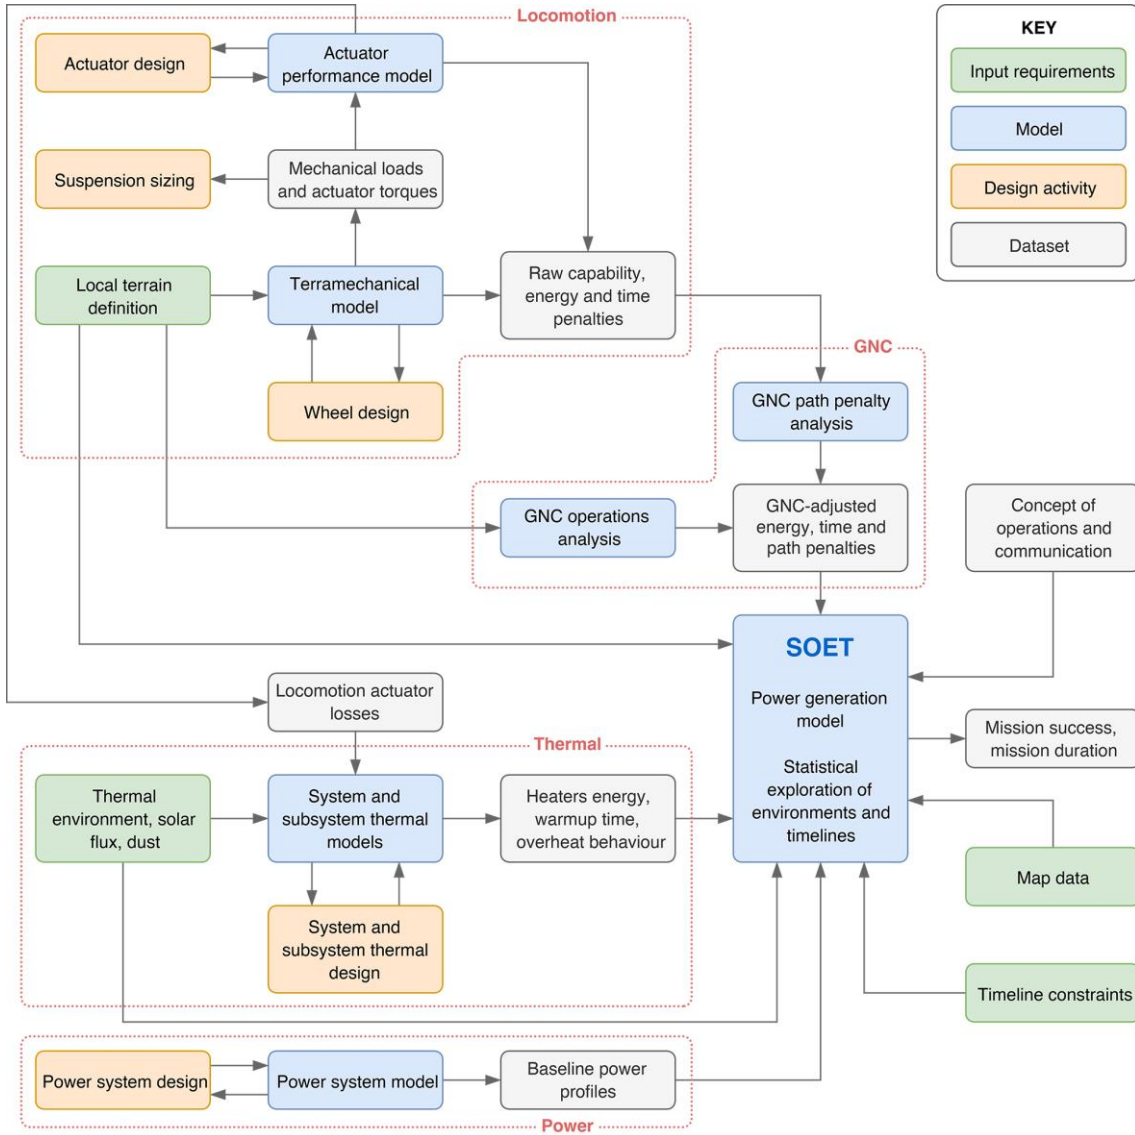 Locomotion
Actuator design
Actuator
performance model
Suspension sizing
Mechanical loads
and actuator torques
Local terrain
definition
Terramechanical
model
Raw capability,
energy and time
penalties
Wheel design
KEY
Input requirements
Model
Design activity
Dataset
GNC
GNC path penalty
analysis
GNC operations
analysis
GNC-adjusted
energy, time and
path penalties
Concept of
operations and
communication
SOET
Power generation
model
Statistical
exploration of
environments and
timelines
Mission success,
mission duration
Map data
Timeline constraints
Locomotion actuator
losses
Thermal
Thermal
environment, solar
flux, dust
System and
subsystem thermal
models
Heaters energy,
warmup time,
overheat behaviour
System and
subsystem thermal
design
Power system design
Power system model
Baseline power
profiles
Power